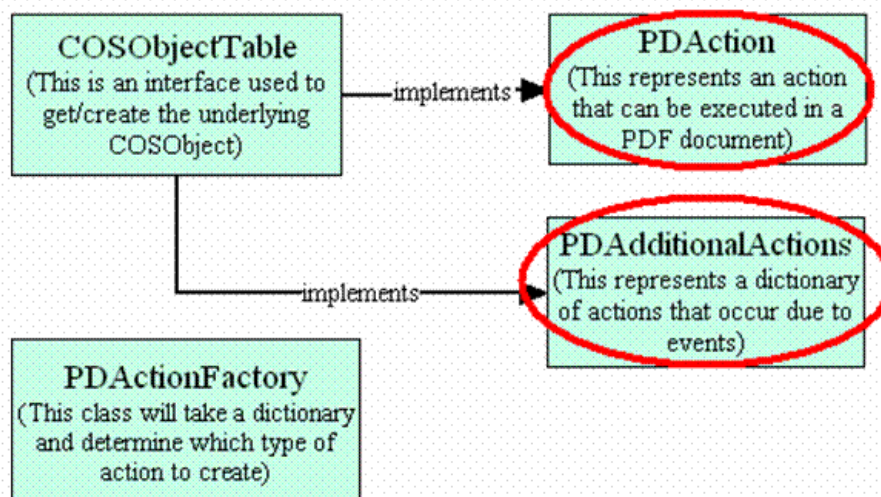 COSObjectTable
(This is an interface used to
get/create the underlying
COSObject)
implements
PDAction
(This represents an action
that can be executed in a
PDF document)
implements
PDAdditionalActions
(This represents a dictionary
of actions that occur due to
events)
PDActionFactory
(This class will take a dictionary
and determine which type of
action to create)